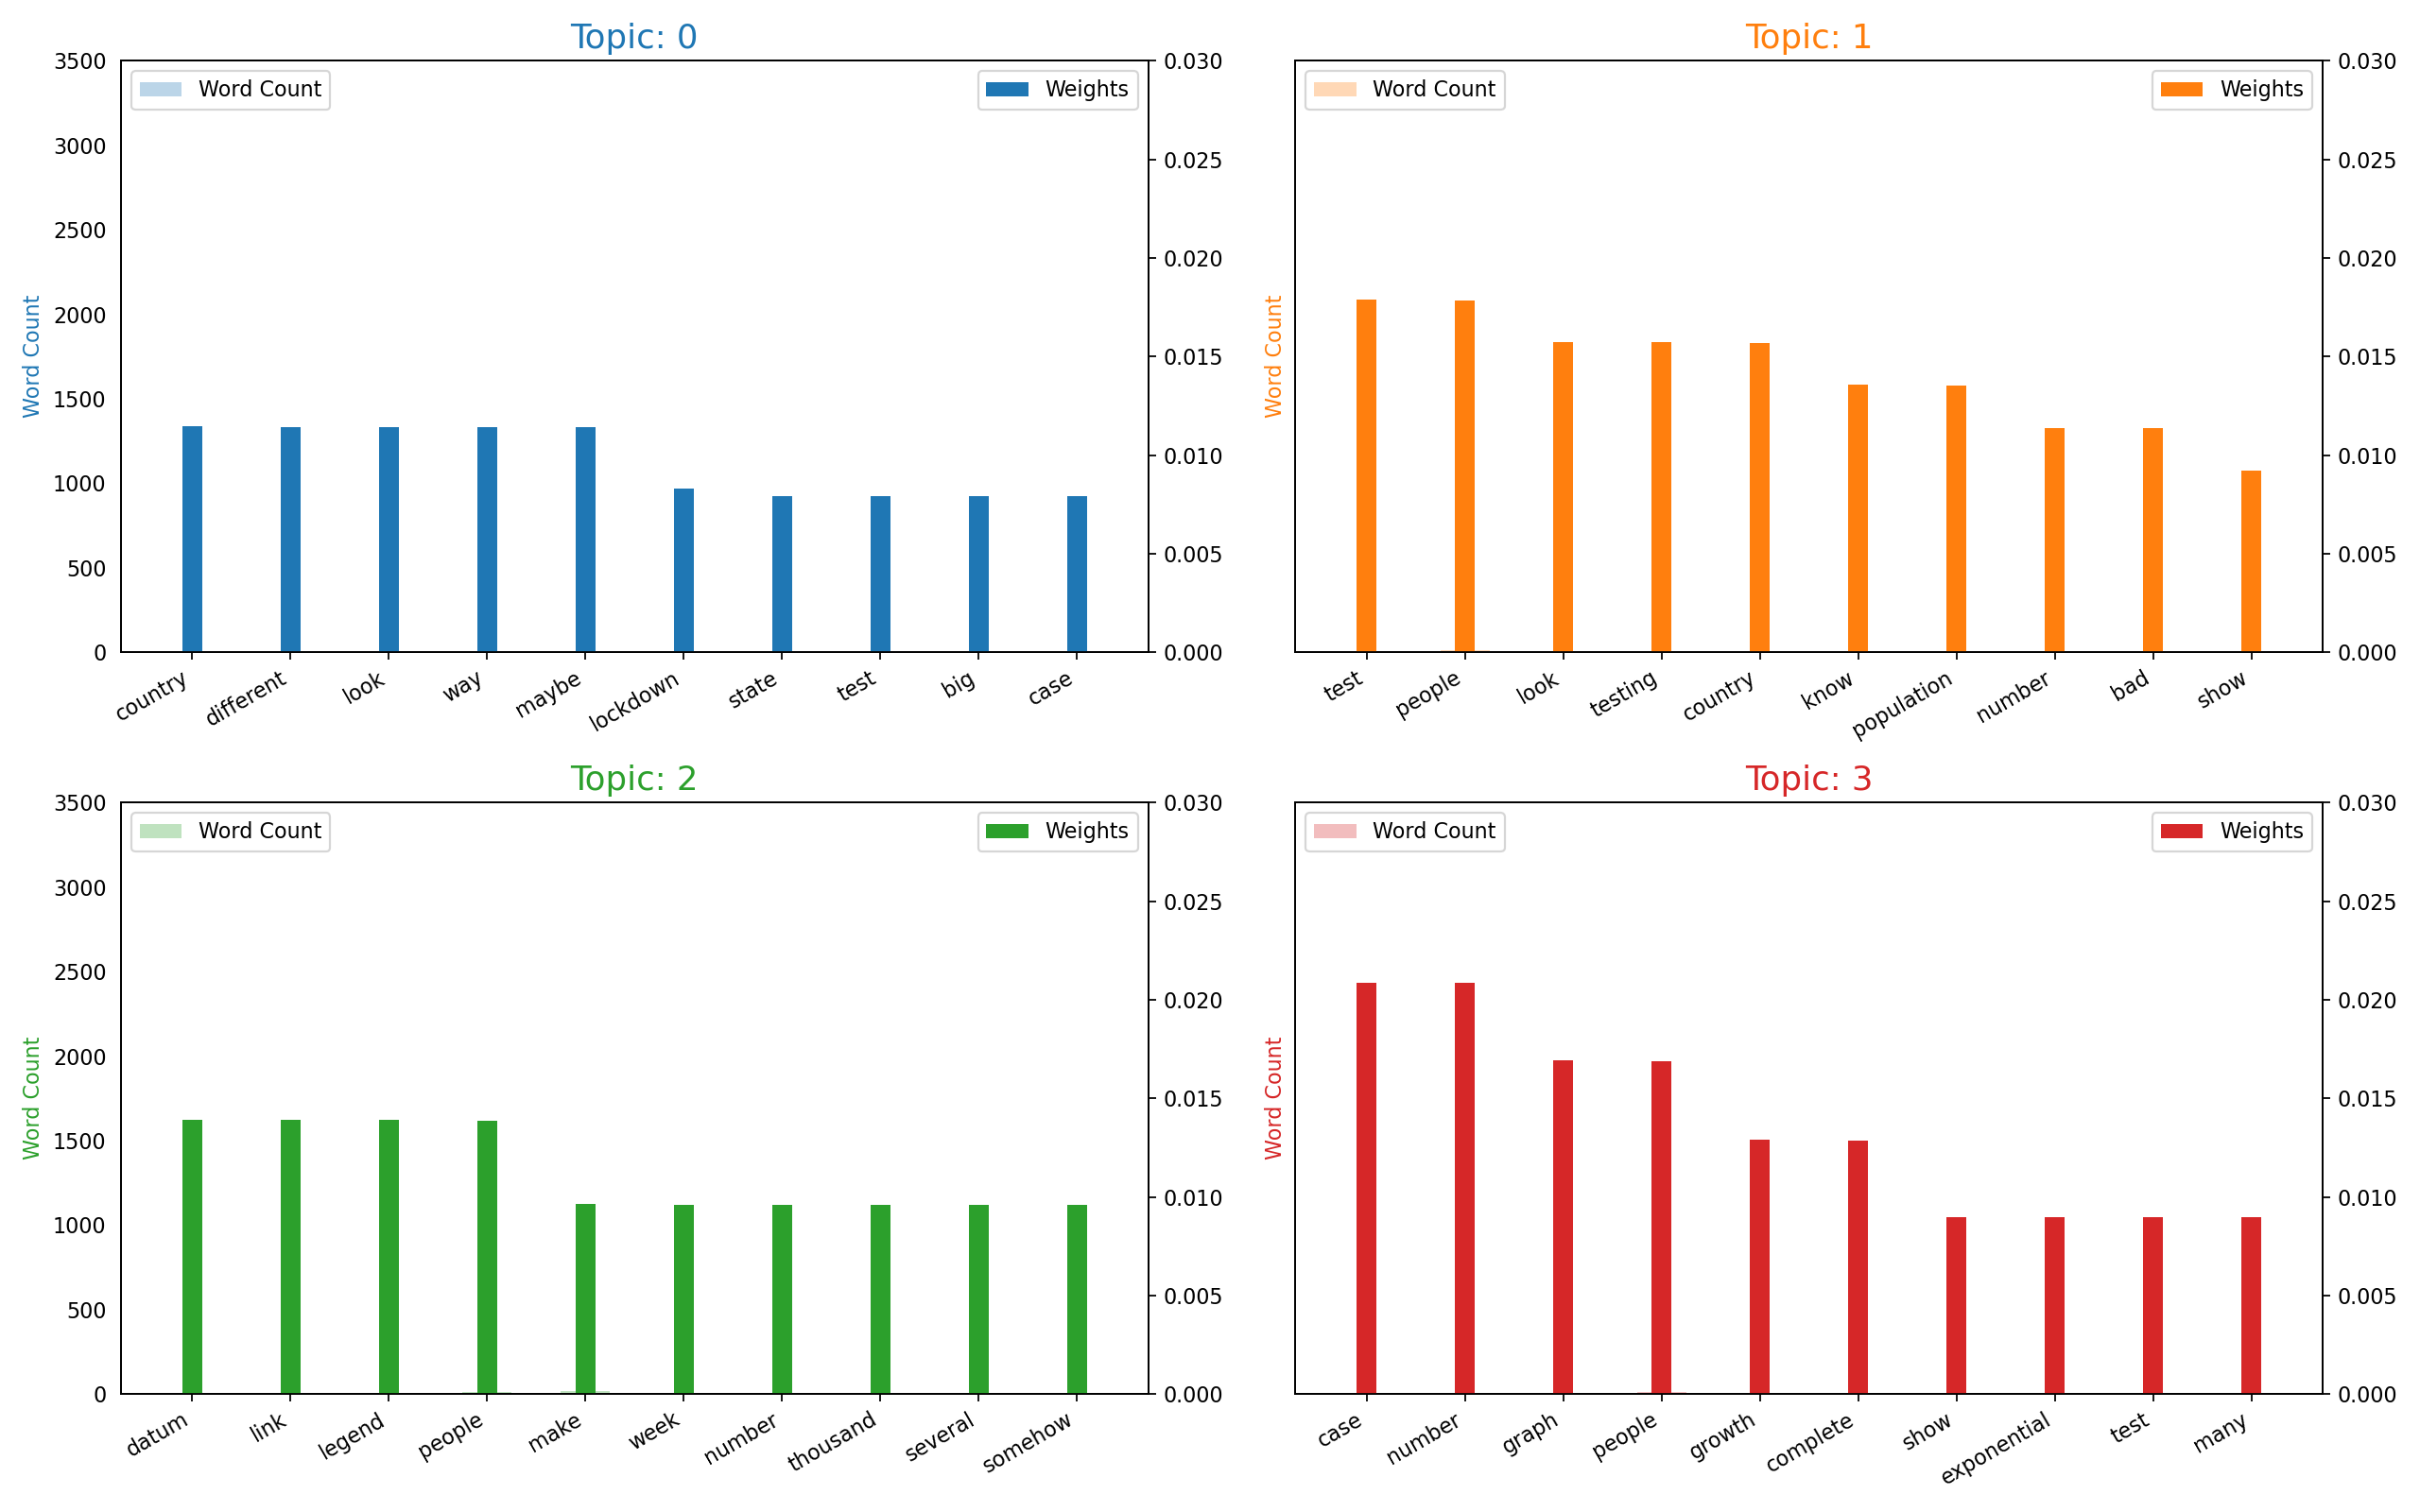 Topic: 0
3500
3000
2500
2000
1500
1000
500
0
Word Count
Word Count
Weights
0.030
0.025
0.020
0.015
0.010
0.005
0.000
country different look way maybe lockdown state test big case
Topic: 1
Word Count
Word Count
Weights
0.030
0.025
0.020
0.015
0.010
0.005
0.000
test people look testing country know population number bad show
Topic: 2
3500
3000
2500
2000
1500
1000
500
0
Word Count
Word Count
Weights
0.030
0.025
0.020
0.015
0.010
0.005
0.000
datum link legend people make week number thousand several somehow
Topic: 3
Word Count
Word Count
Weights
0.030
0.025
0.020
0.015
0.010
0.005
0.000
case number graph people growth complete show exponential test many